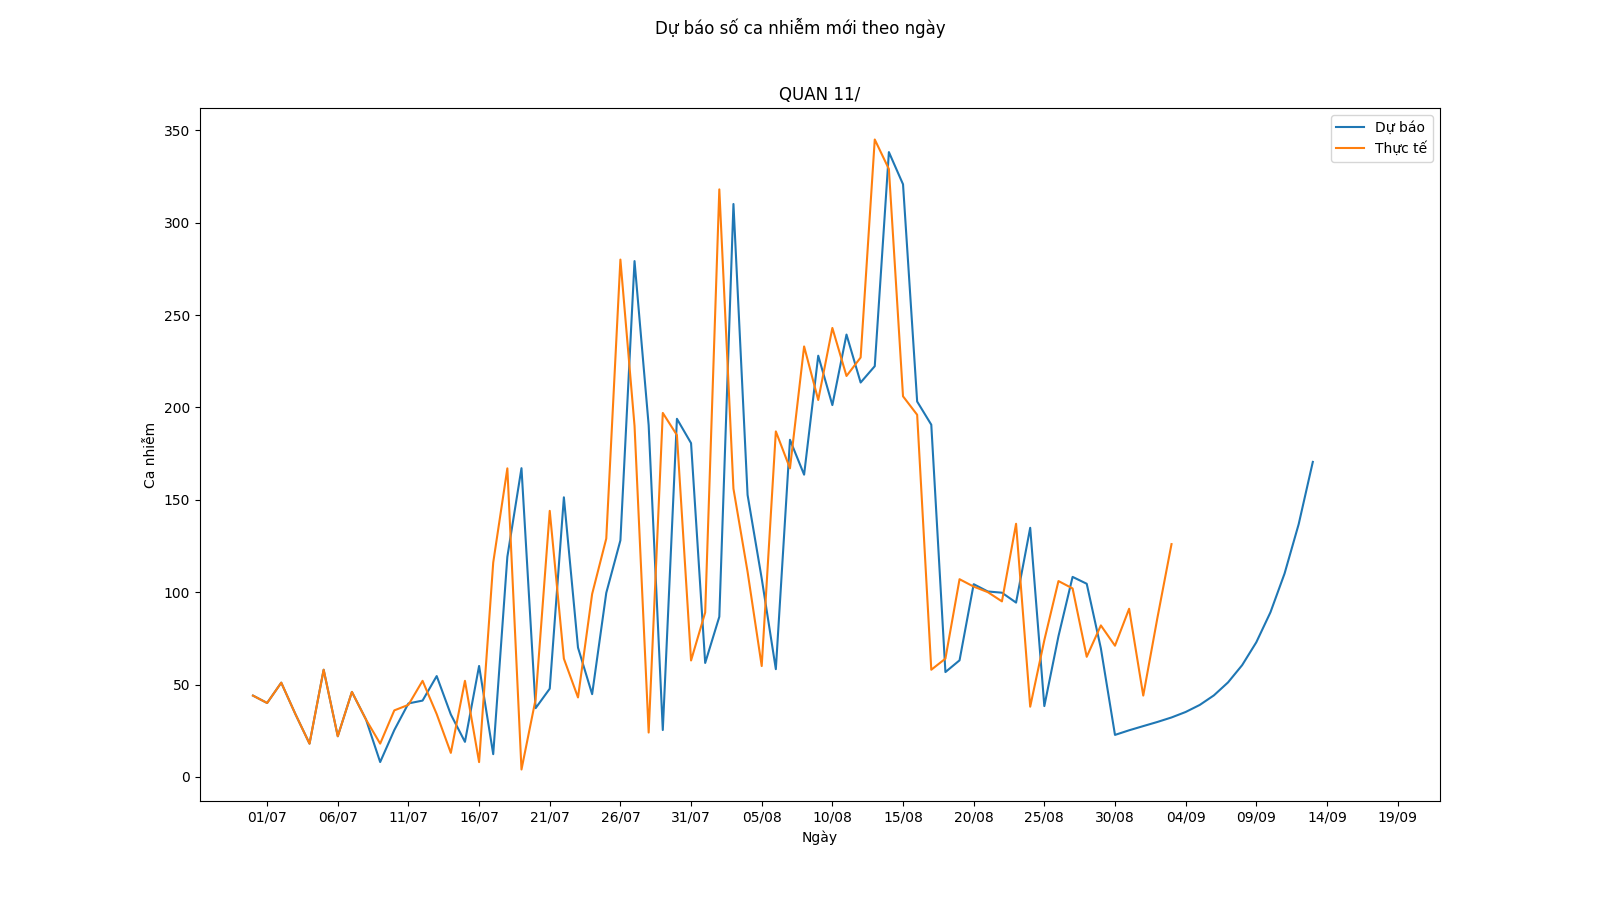 Dự báo số ca nhiễm mới theo ngày
QUAN 11/
Dự báo
Thực tế
350
300
250
200
150
100
50
0
Ca nhiễm
01/07 06/07 11/07 16/07 21/07 26/07 31/07 05/08 10/08 15/08 20/08 25/08 30/08 04/09 09/09 14/09 19/09
Ngày